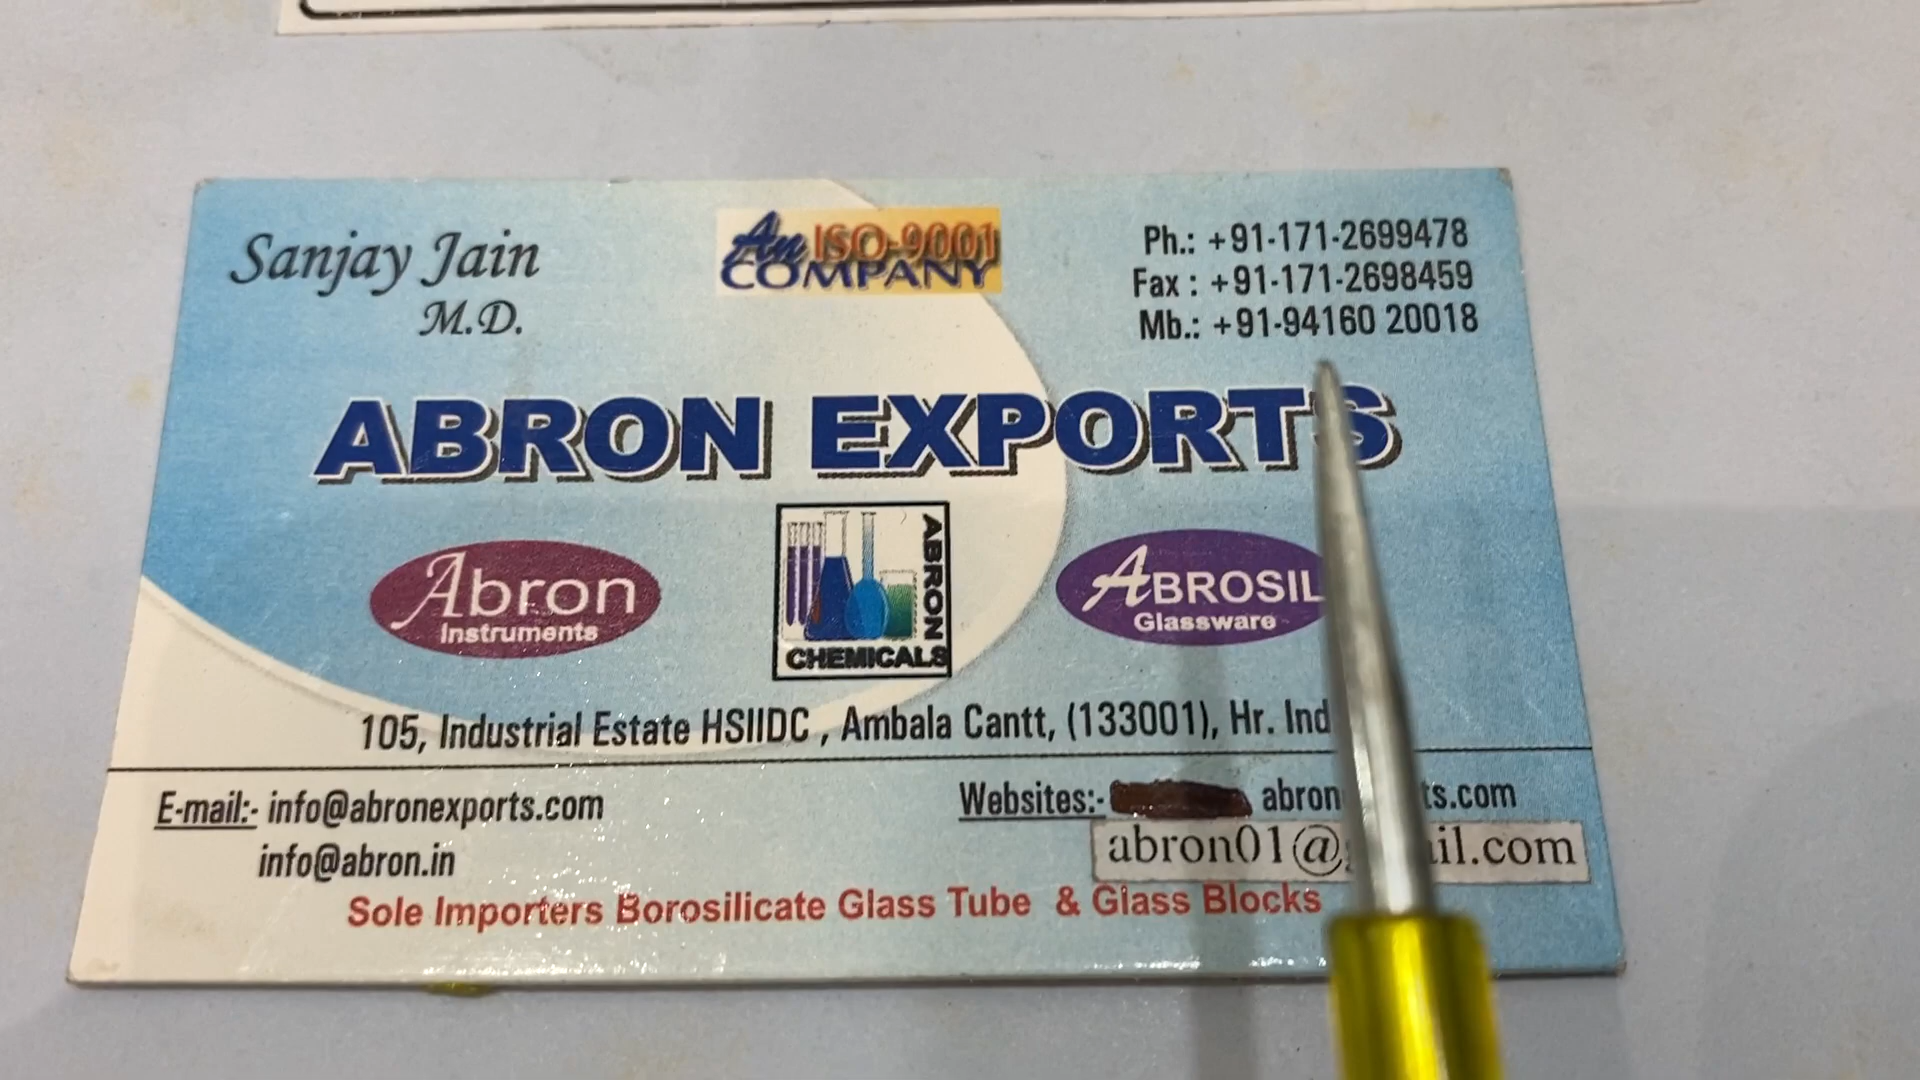 Sanjay Jain
M.D.
An ISO-9001
COMPANY
Ph.: +91-171-2699478
Fax : +91-171-2698459
Mb.: +91-94160 20018
ABRON EXPORTS
Abron
Instruments
ABRON
CHEMICALS
ABROSIL
Glassware
105, Industrial Estate HSIIDC , Ambala Cantt, (133001), Hr.
E-mail:- info@abronexports.com
info@abron.in
Websites:-
Sole Importers Borosilicate Glass Tube & Glass Blocks